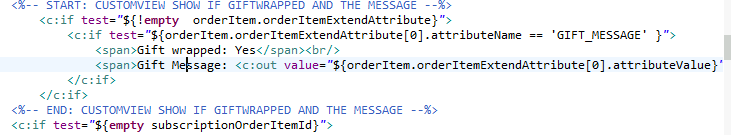 <%-- START: CUSTOMVIEW SHOW IF GIFTWRAPPED AND THE MESSAGE --%>
<c:if test="${!empty  orderItem.orderItemExtendAttribute}">
<c:if test="${orderItem.orderItemExtendAttribute[0].attributeName == 'GIFT_MESSAGE' }">
<span>Gift wrapped: Yes</span><br/>
<span>Gift Message: <c:out value="${orderItem.orderItemExtendAttribute[0].attributeValue}"
</c:if>
</c:if>
<%-- END: CUSTOMVIEW SHOW IF GIFTWRAPPED AND THE MESSAGE --%>
<c:if test="${empty subscriptionOrderItemId}">